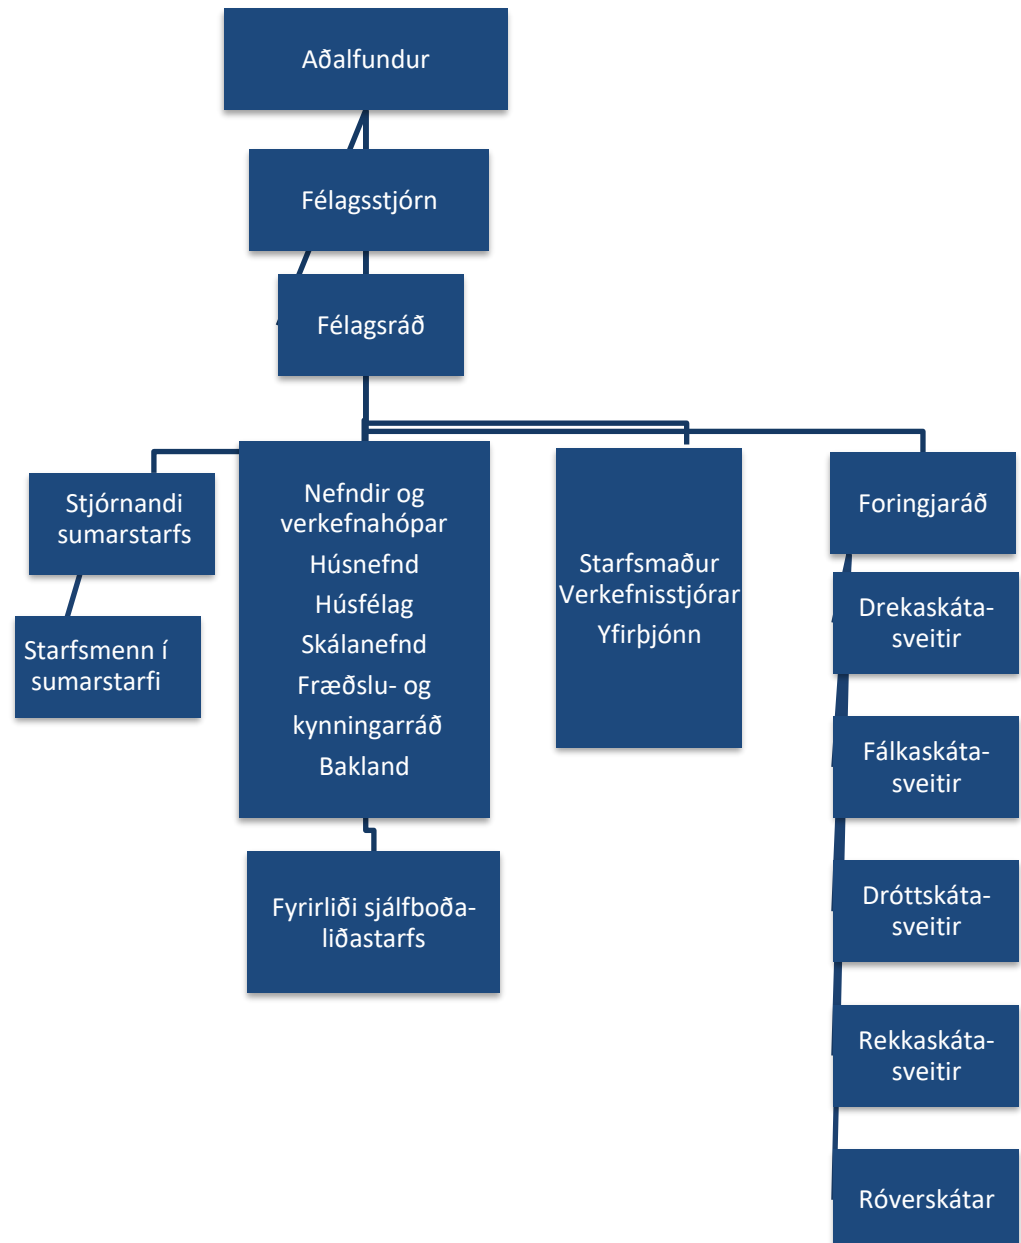 Aðalfundur
Félagsstjórn
Félagsráð
Stjórnandi
sumarstarfs
Starfsmenn í
sumarstarfi
Nefndir og
verkefnahópar
Húsnefnd
Húsfélag
Skálanefnd
Fræðslu- og
kynningarráð
Bakland
Fyrirliði sjálfboða-
liðastarfs
Starfsmaður
Verkefnisstjórar
Yfirþjónn
Foringjaráð
Drekaskáta-
sveitir
Fálkaskáta-
sveitir
Dróttskáta-
sveitir
Rekkaskáta-
sveitir
Róverskátar